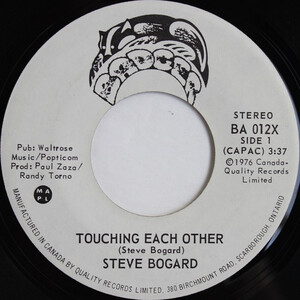 STEREO
BA 012X
SIDE 1
(CAPAC) 3:37
℗1976 Canada-
Quality Records
Limited
Pub: Waltrose
Music/Popticom
Prod: Paul Zaza/
Randy Torno
M A
P L
TOUCHING EACH OTHER
(Steve Bogard)
STEVE BOGARD
MANUFACTURED IN CANADA BY QUALITY RECORDS LIMITED, 380 BIRCHMOUNT ROAD, SCARBOROUGH, ONTARIO